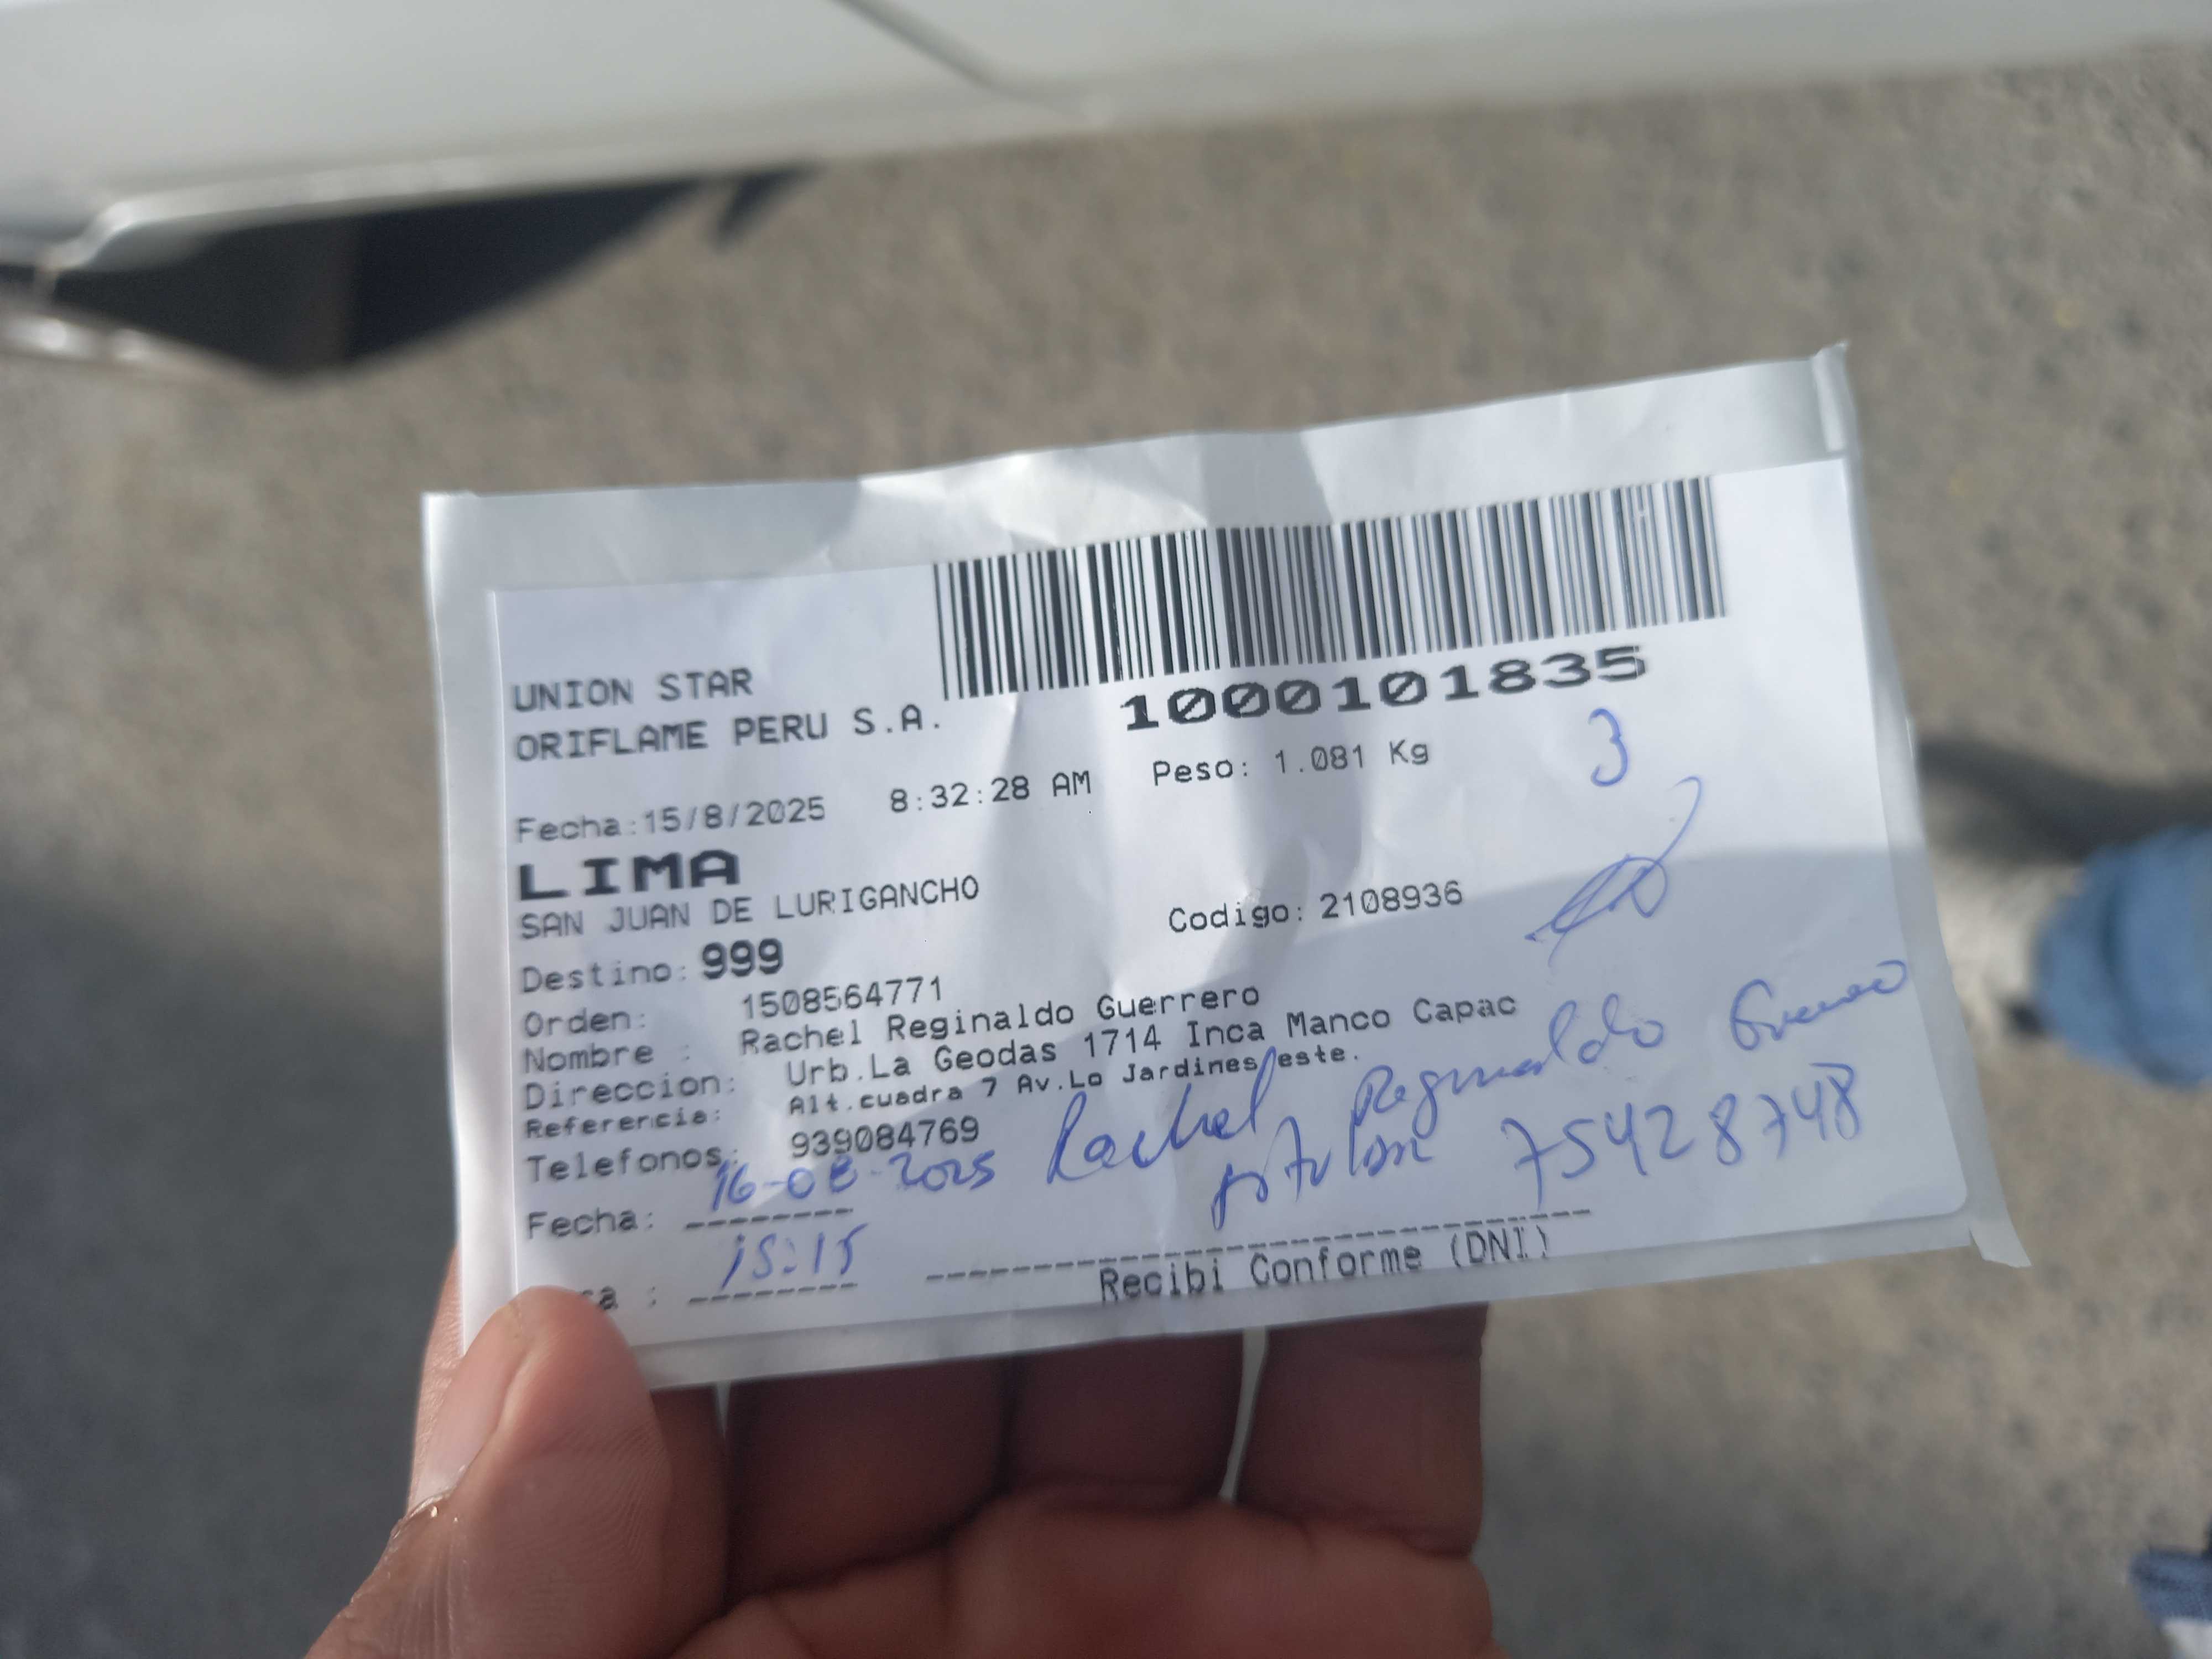 UNION STAR
ORIFLAME PERU S.A.
1000101835
Fecha:15/8/2025 8:32:28 AM Peso: 1.081 Kg
3
LIMA
SAN JUAN DE LURIGANCHO
Codigo: 2108936
Destino: 999
Orden: 1508564771
Nombre : Rachel Reginaldo Guerrero
Direccion: Urb.La Geodas 1714 Inca Manco Capac
Referencia: Alt.cuadra 7 Av.Lo Jardines este.
Telefonos: 939084769
Rachel Reginaldo Guerrero
titular 75428748
Fecha: 16-08-2025
ra : 15:15
Recibi Conforme (DNI)